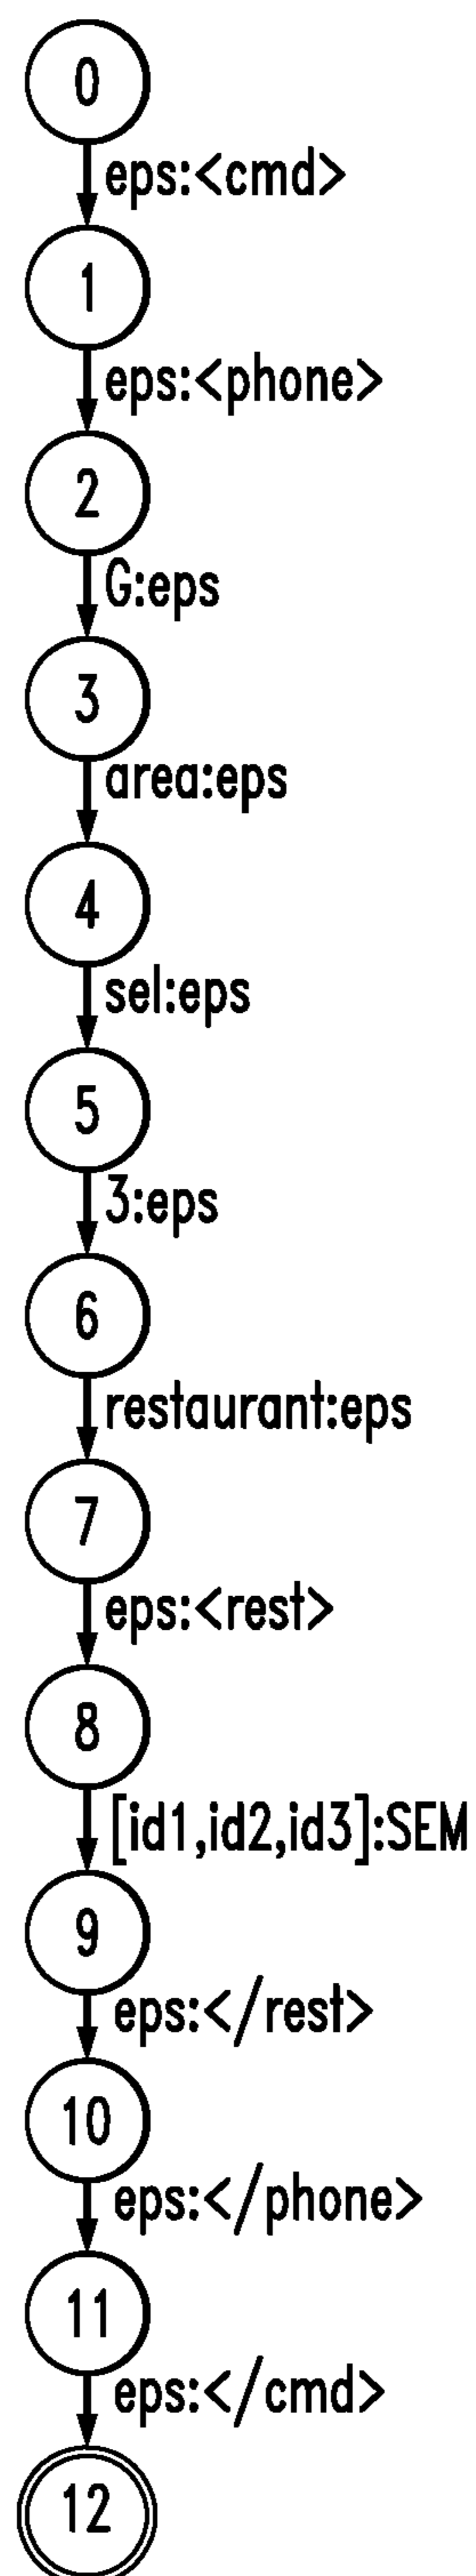 0
eps:<cmd>
1
eps:<phone>
2
G:eps
3
area:eps
4
sel:eps
5
3:eps
6
restaurant:eps
7
eps:<rest>
8
[id1,id2,id3]:SEM
9
eps:</rest>
10
eps:</phone>
11
eps:</cmd>
12